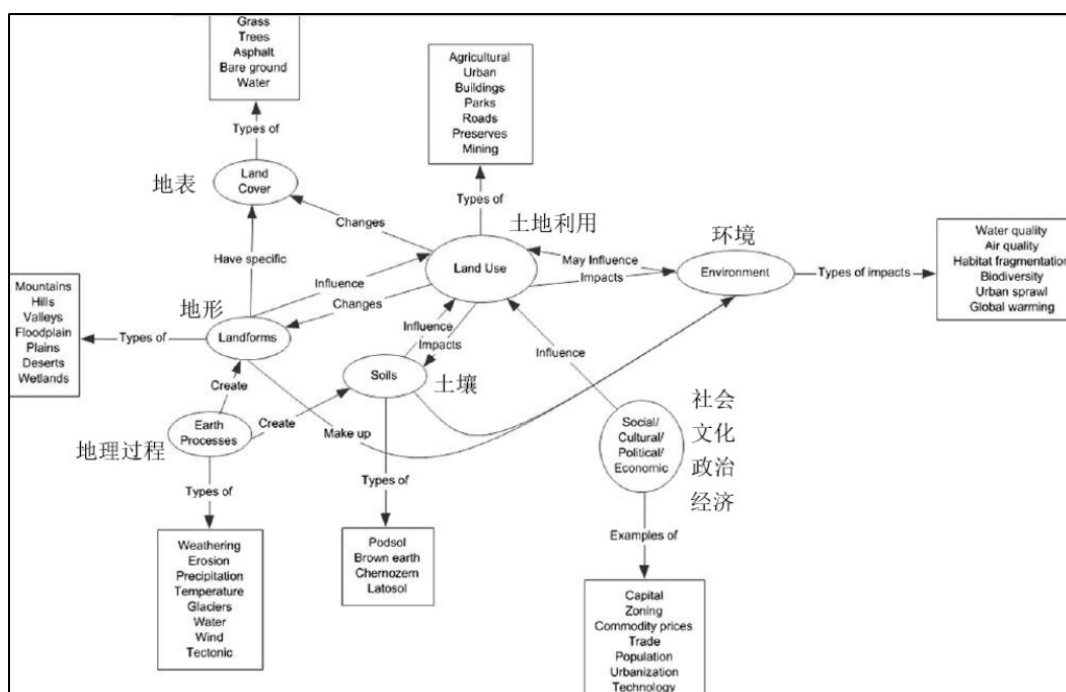 Grass
Trees
Asphalt
Bare ground
Water
Types of
Land
Cover
地表
Agricultural
Urban
Buildings
Parks
Roads
Preserves
Mining
Types of
土地利用
Land Use
Changes
Have specific
Influence
Changes
May Influence
Impacts
环境
Environment
Types of impacts
Water quality
Air quality
Habitat fragmentation
Biodiversity
Urban sprawl
Global warming
Mountains
Hills
Valleys
Floodplain
Plains
Deserts
Wetlands
Types of
地形
Landforms
Influence
Impacts
Soils
土壤
Influence
Create
Create
Earth
Processes
地理过程
Make up
Social/
Cultural/
Political/
Economic
社会
文化
政治
经济
Types of
Weathering
Erosion
Precipitation
Temperature
Glaciers
Water
Wind
Tectonic
Types of
Podsol
Brown earth
Chernozem
Latosol
Examples of
Capital
Zoning
Commodity prices
Trade
Population
Urbanization
Technology